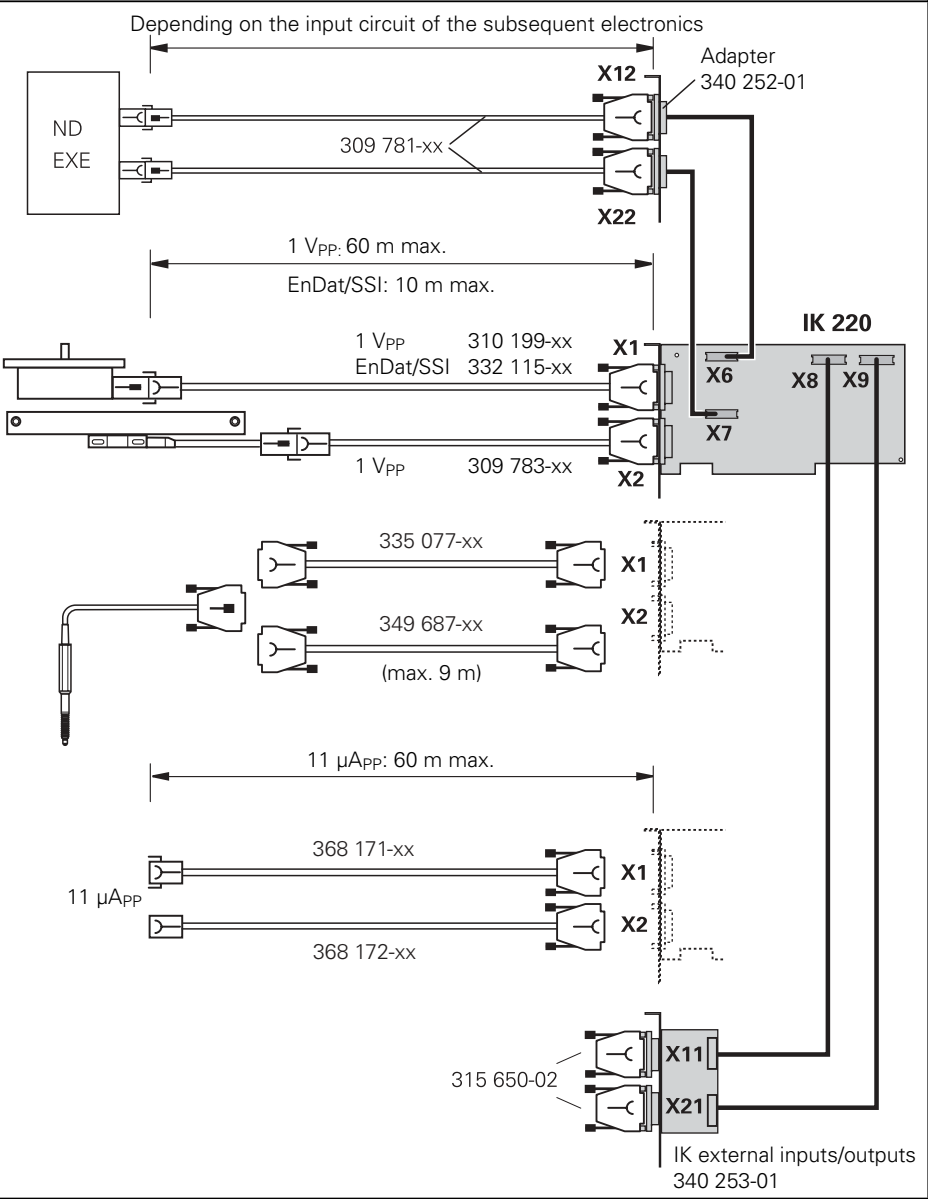 Depending on the input circuit of the subsequent electronics
X12
Adapter
340 252-01
ND
EXE
309 781-xx
X22
1 VPP: 60 m max.
EnDat/SSI: 10 m max.
IK 220
1 VPP 310 199-xx
EnDat/SSI 332 115-xx
X1
X6
X8
X9
X7
1 VPP 309 783-xx
X2
335 077-xx
X1
X2
349 687-xx
(max. 9 m)
11 µAPP: 60 m max.
368 171-xx
X1
11 µAPP
X2
368 172-xx
X11
315 650-02
X21
IK external inputs/outputs
340 253-01